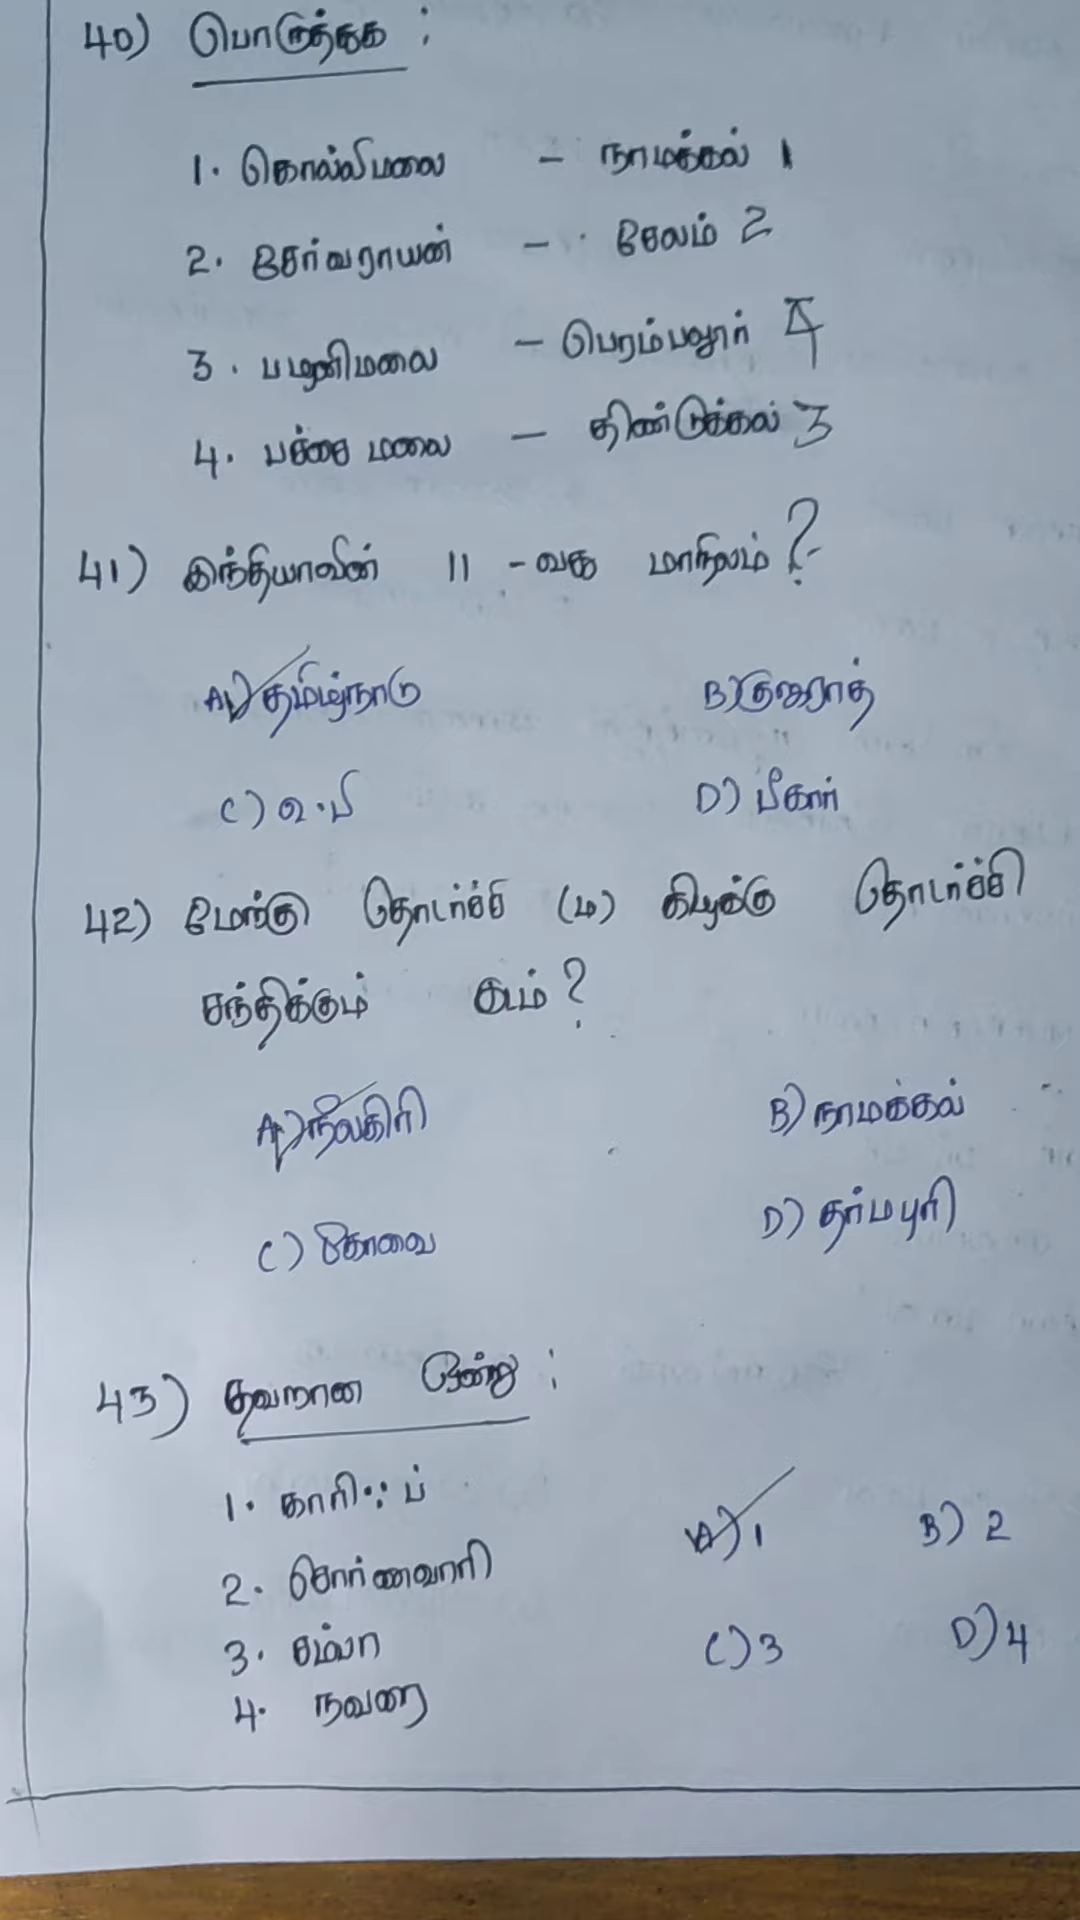 40) பொருத்துக :
1. கொல்லிமலை - நாமக்கல் 1
2. சேர்வராயன் - சேலம் 2
3. பழனிமலை - பெரம்பலூர் 4
4. பச்சை மலை - திண்டுக்கல் 3
41) இந்தியாவின் 11 - வது மாநிலம் ?
A) தமிழ்நாடு B) குஜராத்
C) உ.பி D) பீகார்
42) மேற்கு தொடர்ச்சி (ம) கிழக்கு தொடர்ச்சி
சந்திக்கும் இடம் ?
A) நீலகிரி B) நாமக்கல்
C) கோவை D) தர்மபுரி
43) தவறான ஒன்று :
1. காரிஃப்
A) 1 B) 2
2. சொர்ணவாரி
3. சம்பா C) 3 D) 4
4. நவரை